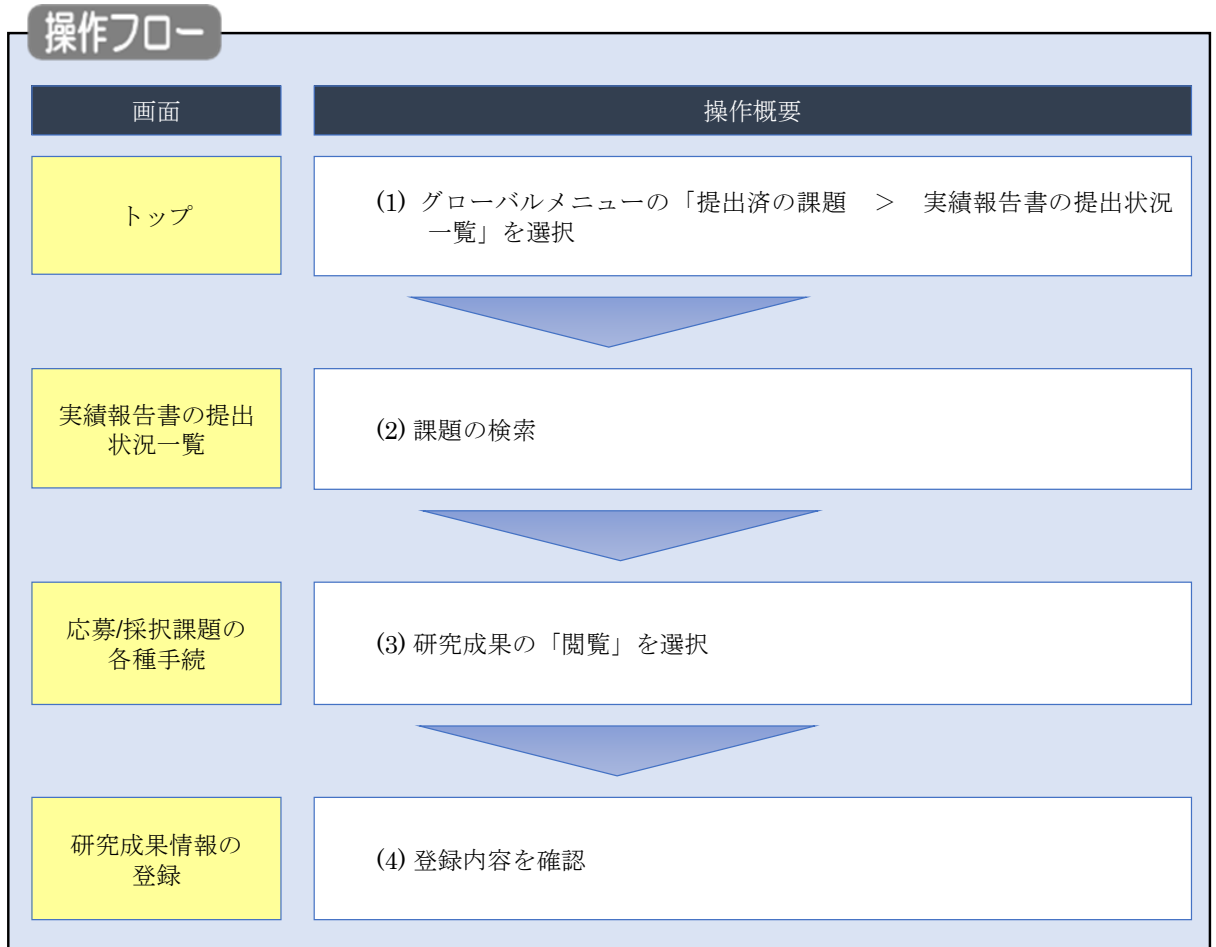 操作フロー
画面
操作概要
トップ
(1) グローバルメニューの「提出済の課題　＞　実績報告書の提出状況
一覧」を選択
実績報告書の提出
状況一覧
(2) 課題の検索
応募/採択課題の
各種手続
(3) 研究成果の「閲覧」を選択
研究成果情報の
登録
(4) 登録内容を確認